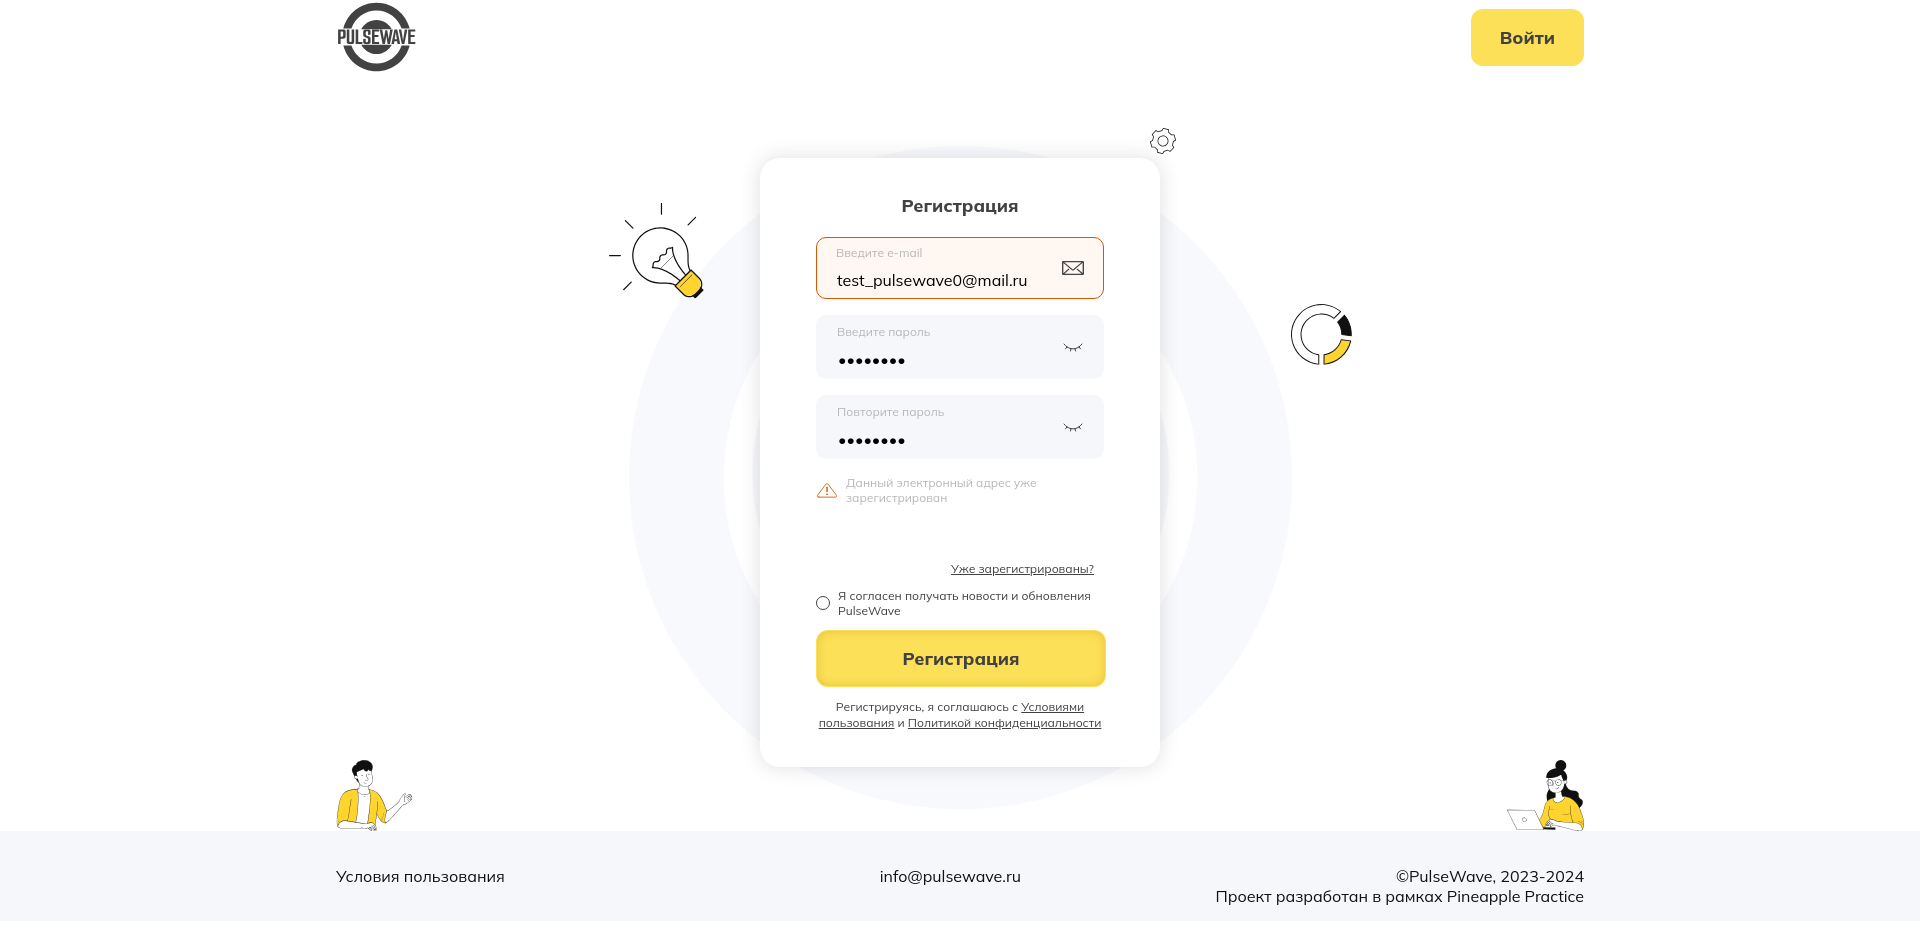 PULSEWAVE
Войти
Регистрация
Введите e-mail
test_pulsewave0@mail.ru
Введите пароль
••••••••
Повторите пароль
••••••••
Данный электронный адрес уже
зарегистрирован
Уже зарегистрированы?
Я согласен получать новости и обновления
PulseWave
Регистрация
Регистрируясь, я соглашаюсь с Условиями
пользования и Политикой конфиденциальности
Условия пользования
info@pulsewave.ru
©PulseWave, 2023-2024
Проект разработан в рамках Pineapple Practice